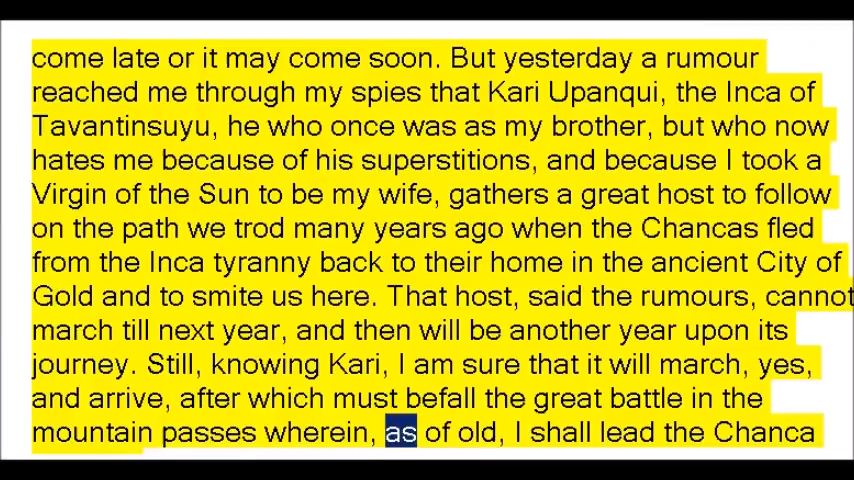 come late or it may come soon. But yesterday a rumour
reached me through my spies that Kari Upanqui, the Inca of
Tavantinsuyu, he who once was as my brother, but who now
hates me because of his superstitions, and because I took a
Virgin of the Sun to be my wife, gathers a great host to follow
on the path we trod many years ago when the Chancas fled
from the Inca tyranny back to their home in the ancient City of
Gold and to smite us here. That host, said the rumours, cannot
march till next year, and then will be another year upon its
journey. Still, knowing Kari, I am sure that it will march, yes,
and arrive, after which must befall the great battle in the
mountain passes wherein, as of old, I shall lead the Chanca